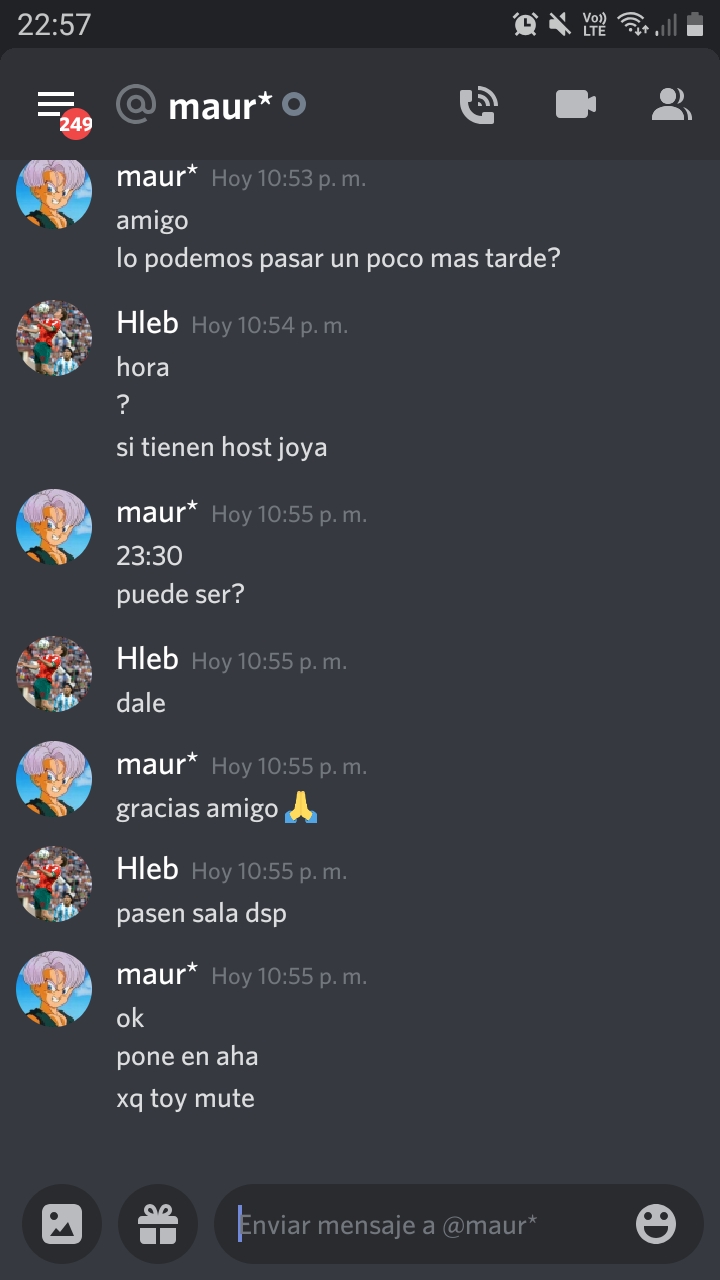 22:57
Vo)) LTE
249
@ maur*
maur* Hoy 10:53 p. m.
amigo
lo podemos pasar un poco mas tarde?
Hleb Hoy 10:54 p. m.
hora
?
si tienen host joya
maur* Hoy 10:55 p. m.
23:30
puede ser?
Hleb Hoy 10:55 p. m.
dale
maur* Hoy 10:55 p. m.
gracias amigo 🙏
Hleb Hoy 10:55 p. m.
pasen sala dsp
maur* Hoy 10:55 p. m.
ok
pone en aha
xq toy mute
Enviar mensaje a @maur*